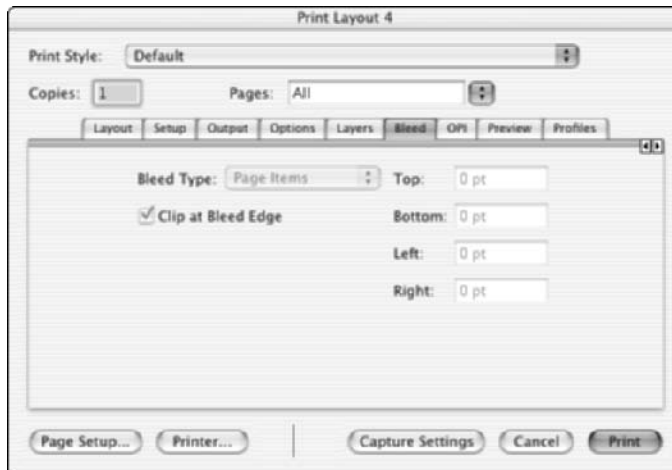 Print Layout 4
Print Style: Default
Copies: 1 Pages: All
Layout Setup Output Options Layers Bleed OPI Preview Profiles
Bleed Type: Page Items Top: 0 pt
Clip at Bleed Edge Bottom: 0 pt
Left: 0 pt
Right: 0 pt
Page Setup... Printer... Capture Settings Cancel Print